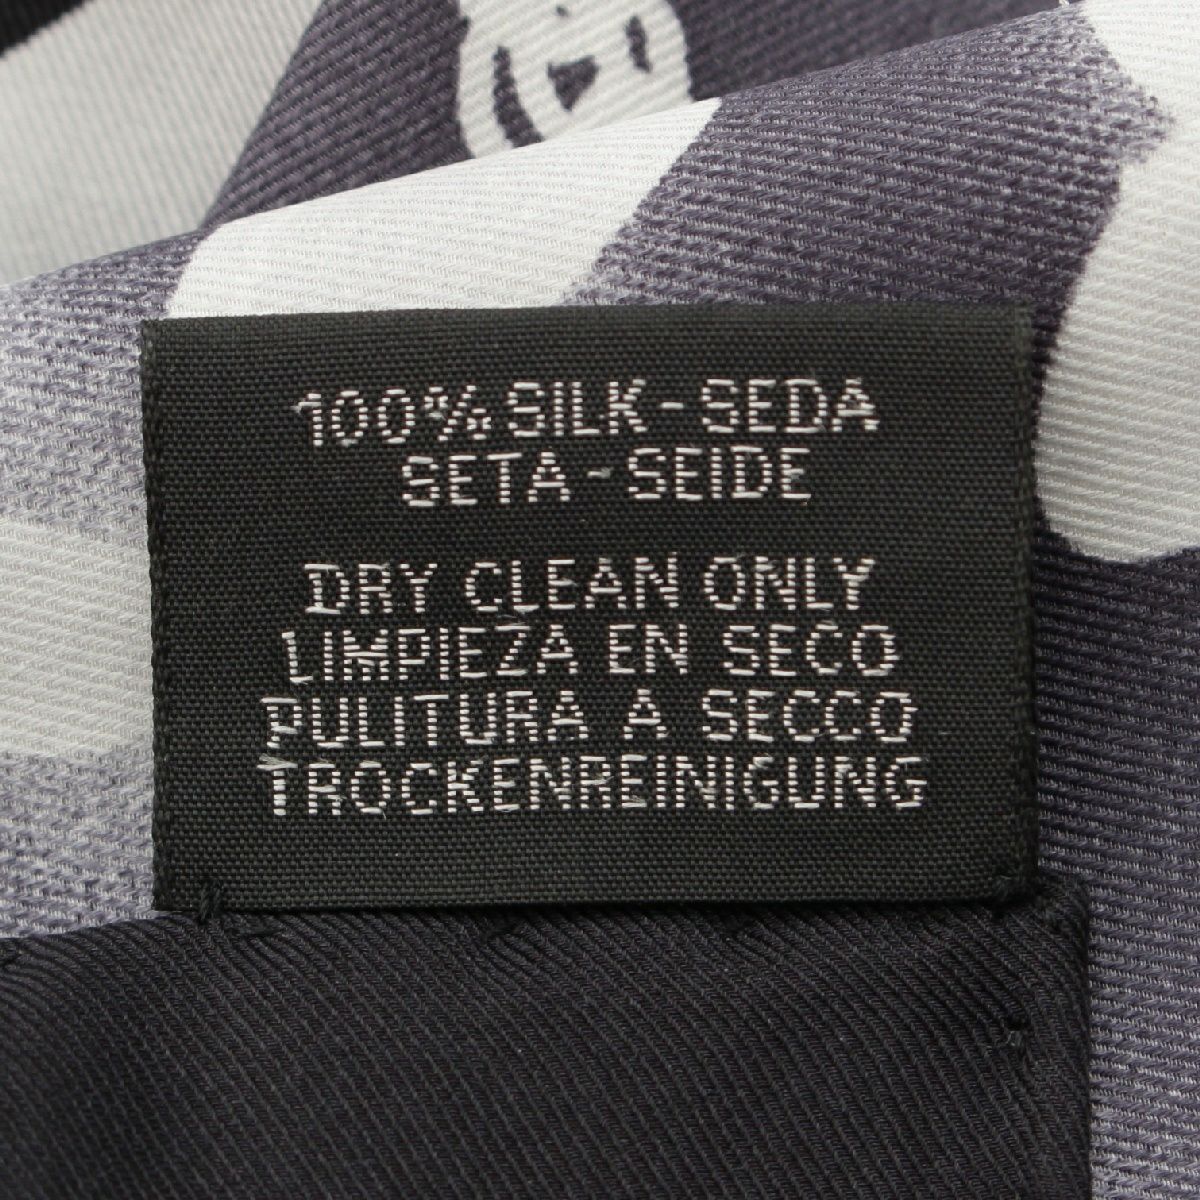 100% SILK - SEDA
SETA - SEIDE
DRY CLEAN ONLY
LIMPIEZA EN SECO
PULITURA A SECCO
TROCKENREINIGUNG